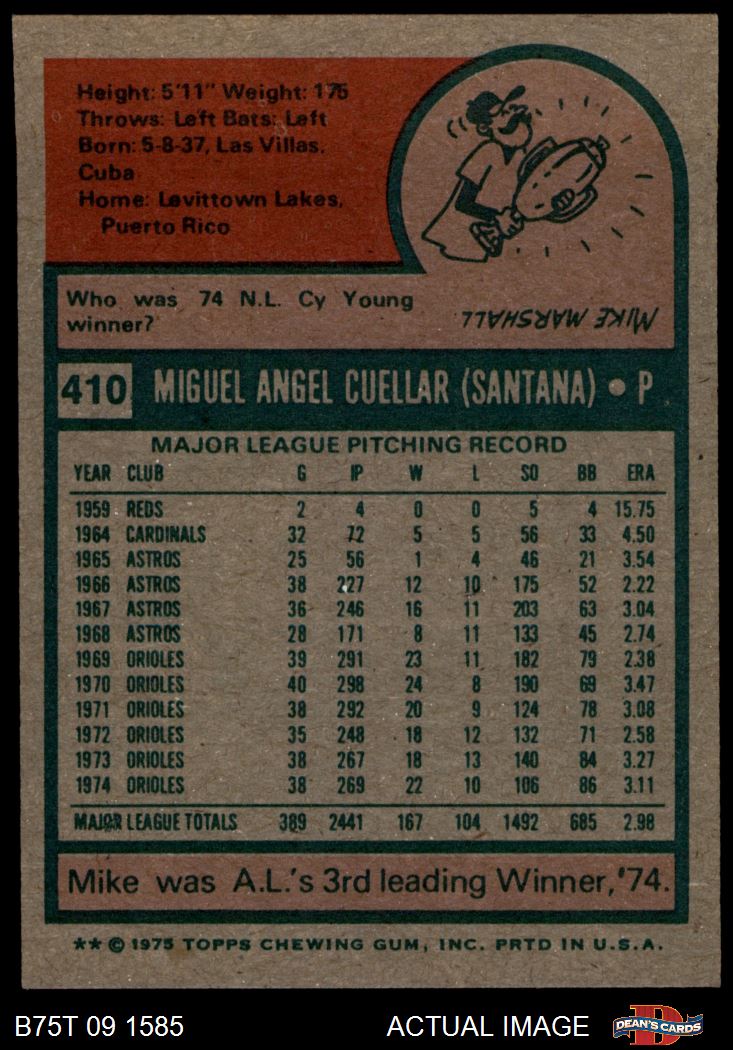 Height: 5'11" Weight: 175
Throws: Left Bats: Left
Born: 5-8-37, Las Villas,
Cuba
Home: Levittown Lakes,
Puerto Rico
Who was 74 N.L. Cy Young
winner?
MIKE MARSHALL
410 MIGUEL ANGEL CUELLAR (SANTANA) • P
MAJOR LEAGUE PITCHING RECORD
YEAR CLUB G IP W L SO BB ERA
1959 REDS 2 4 0 0 5 4 15.75
1964 CARDINALS 32 72 5 5 56 33 4.50
1965 ASTROS 25 56 1 4 46 21 3.54
1966 ASTROS 38 227 12 10 175 52 2.22
1967 ASTROS 36 246 16 11 203 63 3.04
1968 ASTROS 28 171 8 11 133 45 2.74
1969 ORIOLES 39 291 23 11 182 79 2.38
1970 ORIOLES 40 298 24 8 190 69 3.47
1971 ORIOLES 38 292 20 9 124 78 3.08
1972 ORIOLES 35 248 18 12 132 71 2.58
1973 ORIOLES 38 267 18 13 140 84 3.27
1974 ORIOLES 38 269 22 10 106 86 3.11
MAJOR LEAGUE TOTALS 389 2441 167 104 1492 685 2.98
Mike was A.L.'s 3rd leading Winner,'74.
** © 1975 TOPPS CHEWING GUM, INC. PRTD IN U.S.A.
B75T 09 1585 ACTUAL IMAGE D DEAN'S CARDS